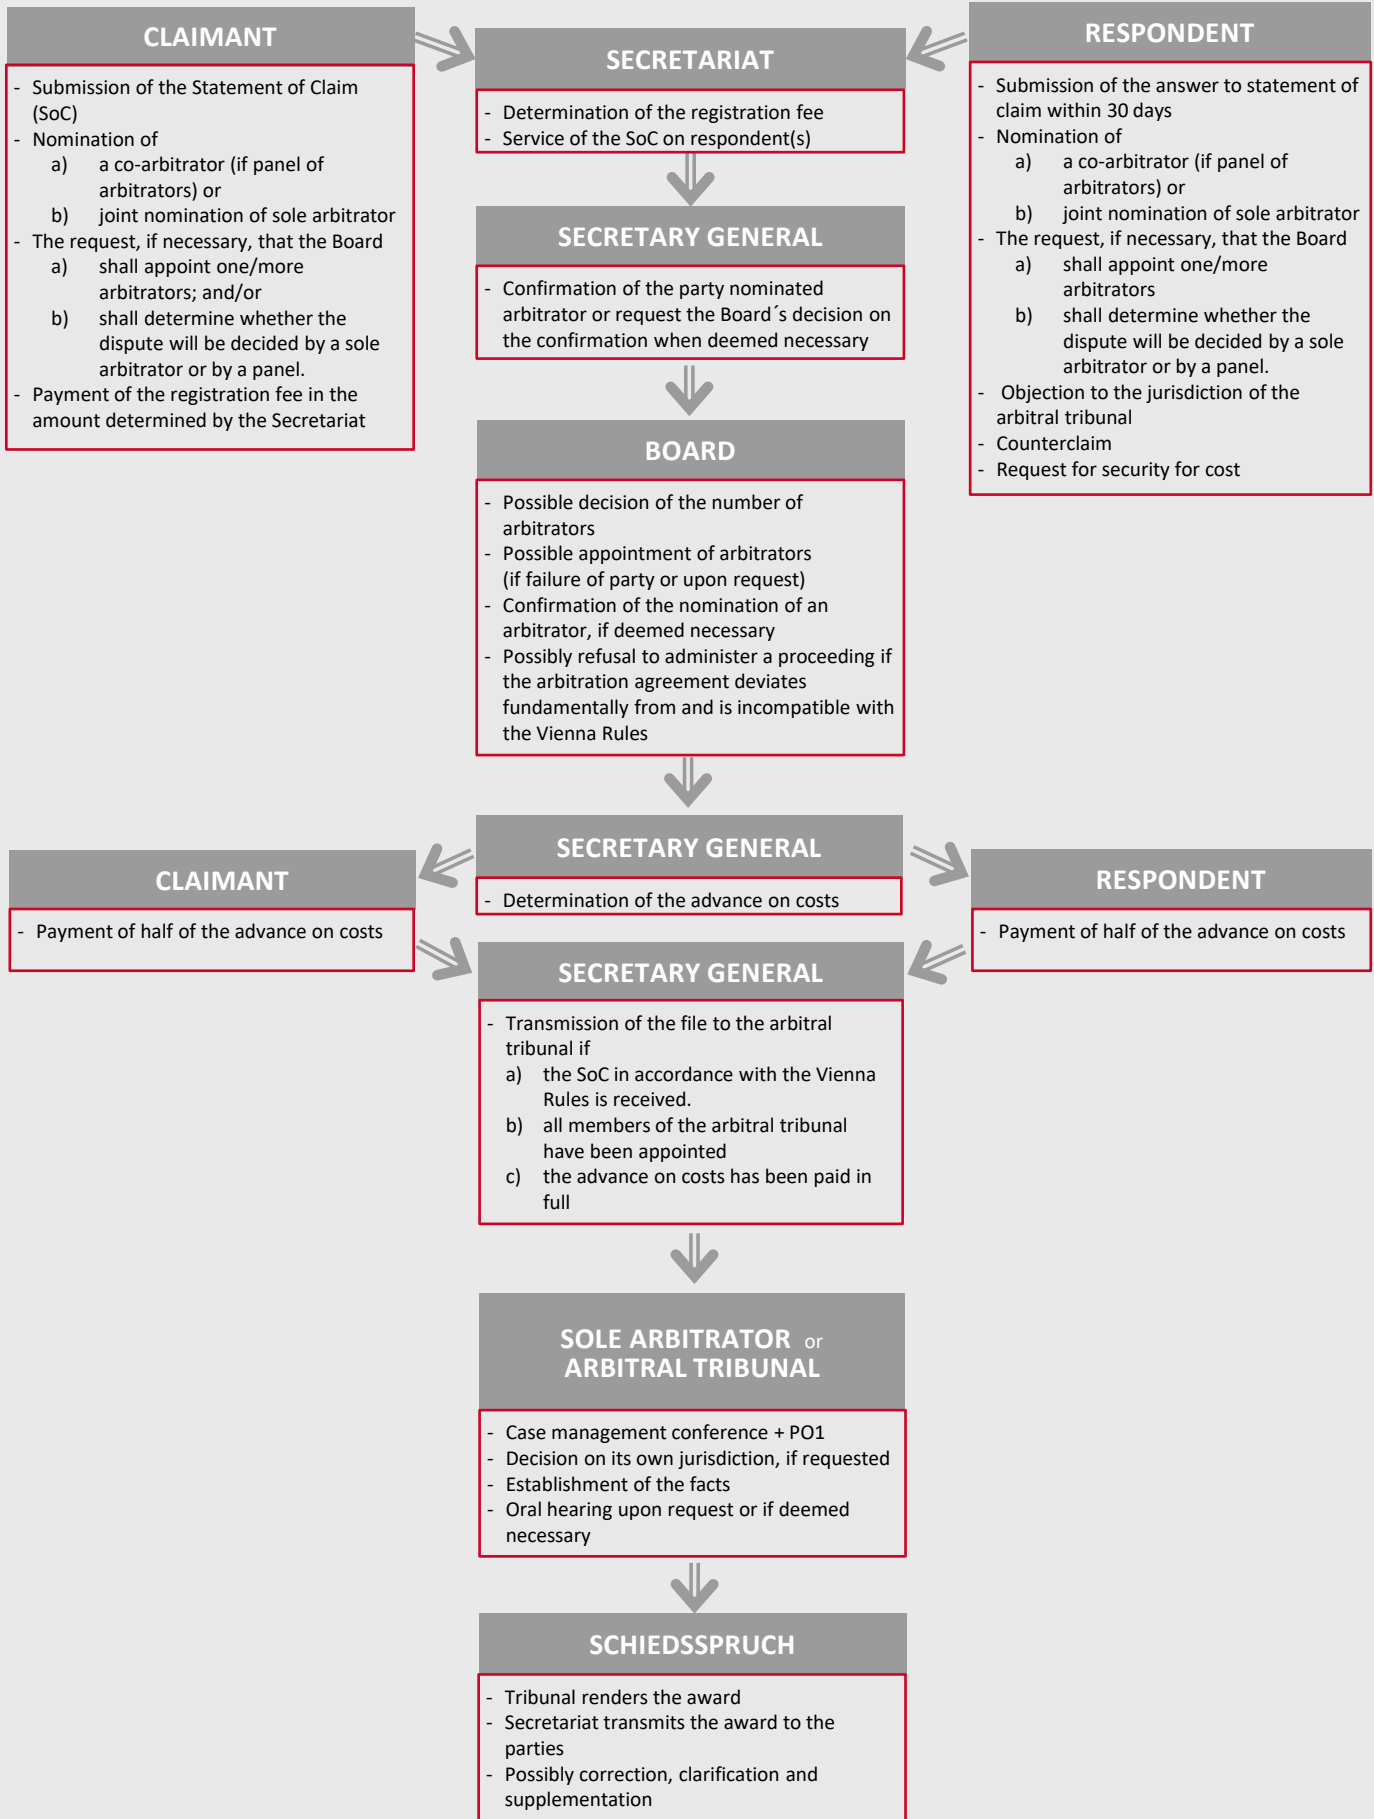 CLAIMANT
- Submission of the Statement of Claim
(SoC)
- Nomination of
a) a co-arbitrator (if panel of
arbitrators) or
b) joint nomination of sole arbitrator
- The request, if necessary, that the Board
a) shall appoint one/more
arbitrators; and/or
b) shall determine whether the
dispute will be decided by a sole
arbitrator or by a panel.
- Payment of the registration fee in the
amount determined by the Secretariat
SECRETARIAT
- Determination of the registration fee
- Service of the SoC on respondent(s)
RESPONDENT
- Submission of the answer to statement of
claim within 30 days
- Nomination of
a) a co-arbitrator (if panel of
arbitrators) or
b) joint nomination of sole arbitrator
- The request, if necessary, that the Board
a) shall appoint one/more
arbitrators
b) shall determine whether the
dispute will be decided by a sole
arbitrator or by a panel.
- Objection to the jurisdiction of the
arbitral tribunal
- Counterclaim
- Request for security for cost
SECRETARY GENERAL
- Confirmation of the party nominated
arbitrator or request the Board´s decision on
the confirmation when deemed necessary
BOARD
- Possible decision of the number of
arbitrators
- Possible appointment of arbitrators
(if failure of party or upon request)
- Confirmation of the nomination of an
arbitrator, if deemed necessary
- Possibly refusal to administer a proceeding if
the arbitration agreement deviates
fundamentally from and is incompatible with
the Vienna Rules
SECRETARY GENERAL
- Determination of the advance on costs
CLAIMANT
- Payment of half of the advance on costs
RESPONDENT
- Payment of half of the advance on costs
SECRETARY GENERAL
- Transmission of the file to the arbitral
tribunal if
a) the SoC in accordance with the Vienna
Rules is received.
b) all members of the arbitral tribunal
have been appointed
c) the advance on costs has been paid in
full
SOLE ARBITRATOR or
ARBITRAL TRIBUNAL
- Case management conference + PO1
- Decision on its own jurisdiction, if requested
- Establishment of the facts
- Oral hearing upon request or if deemed
necessary
SCHIEDSSPRUCH
- Tribunal renders the award
- Secretariat transmits the award to the
parties
- Possibly correction, clarification and
supplementation